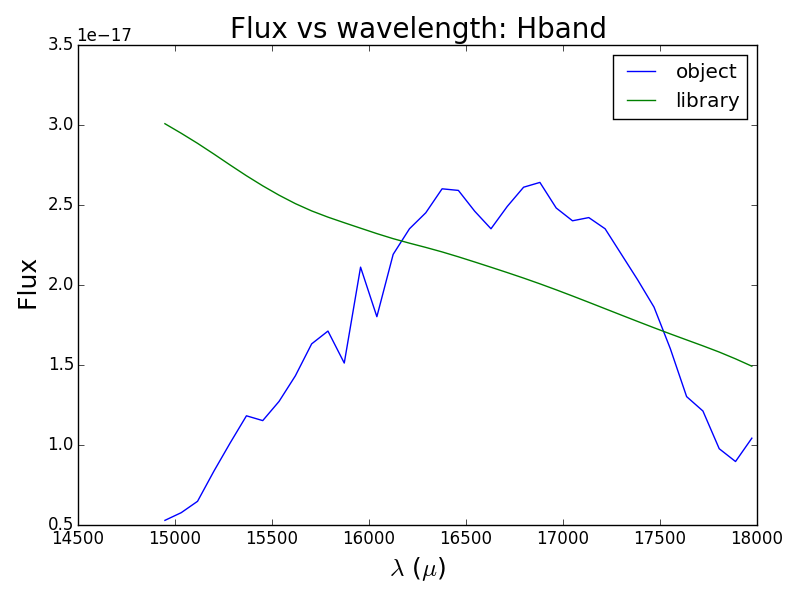 Flux vs wavelength: Hband
1e−17
3.5
3.0
2.5
2.0
1.5
1.0
0.5
Flux
object
library
14500 15000 15500 16000 16500 17000 17500 18000
λ (μ)